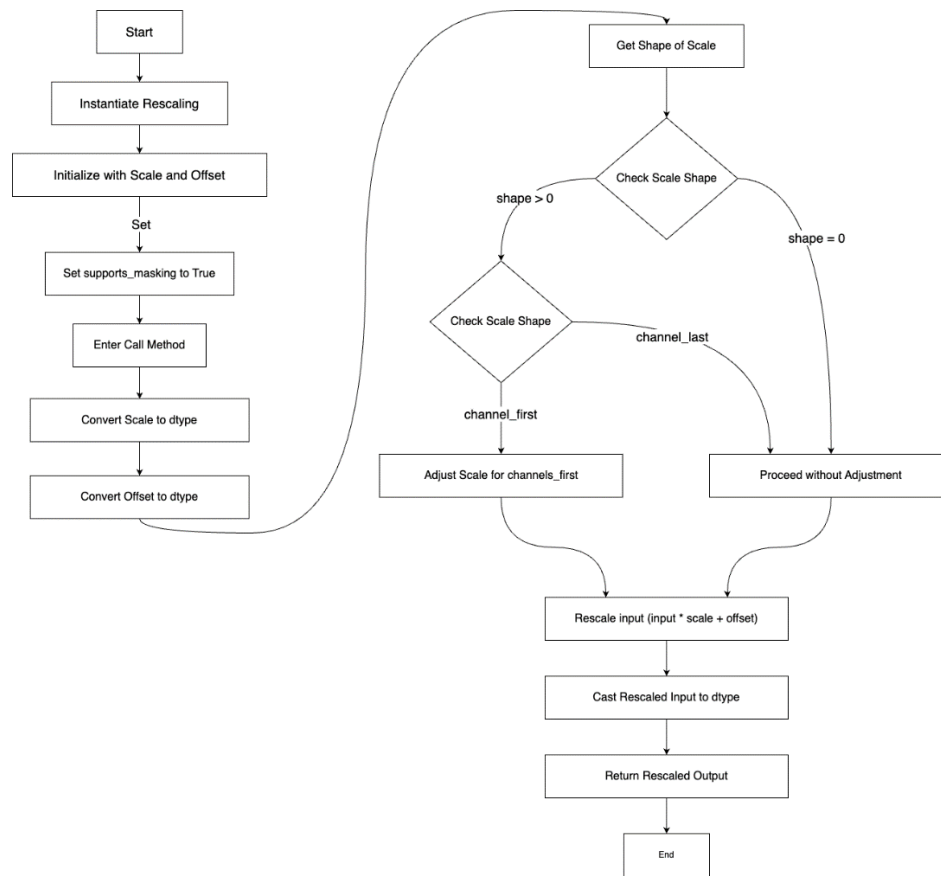 Start
Instantiate Rescaling
Initialize with Scale and Offset
Set
Set supports_masking to True
Enter Call Method
Convert Scale to dtype
Convert Offset to dtype
Get Shape of Scale
Check Scale Shape
shape > 0
shape = 0
Check Scale Shape
channel_last
channel_first
Adjust Scale for channels_first
Proceed without Adjustment
Rescale input (input * scale + offset)
Cast Rescaled Input to dtype
Return Rescaled Output
End